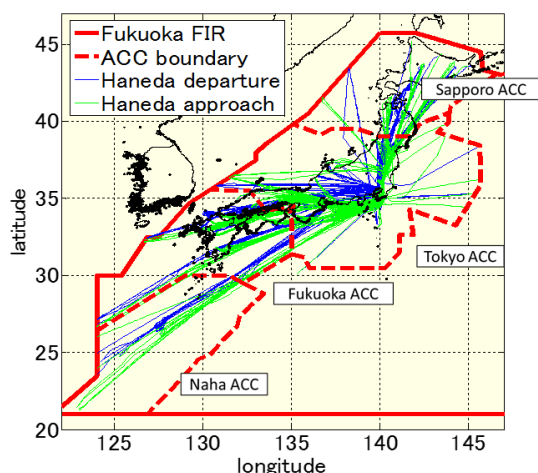 Fukuoka FIR
ACC boundary
Haneda departure
Haneda approach
Sapporo ACC
Tokyo ACC
Fukuoka ACC
Naha ACC
45
40
35
30
25
20
latitude
125
130
135
140
145
longitude